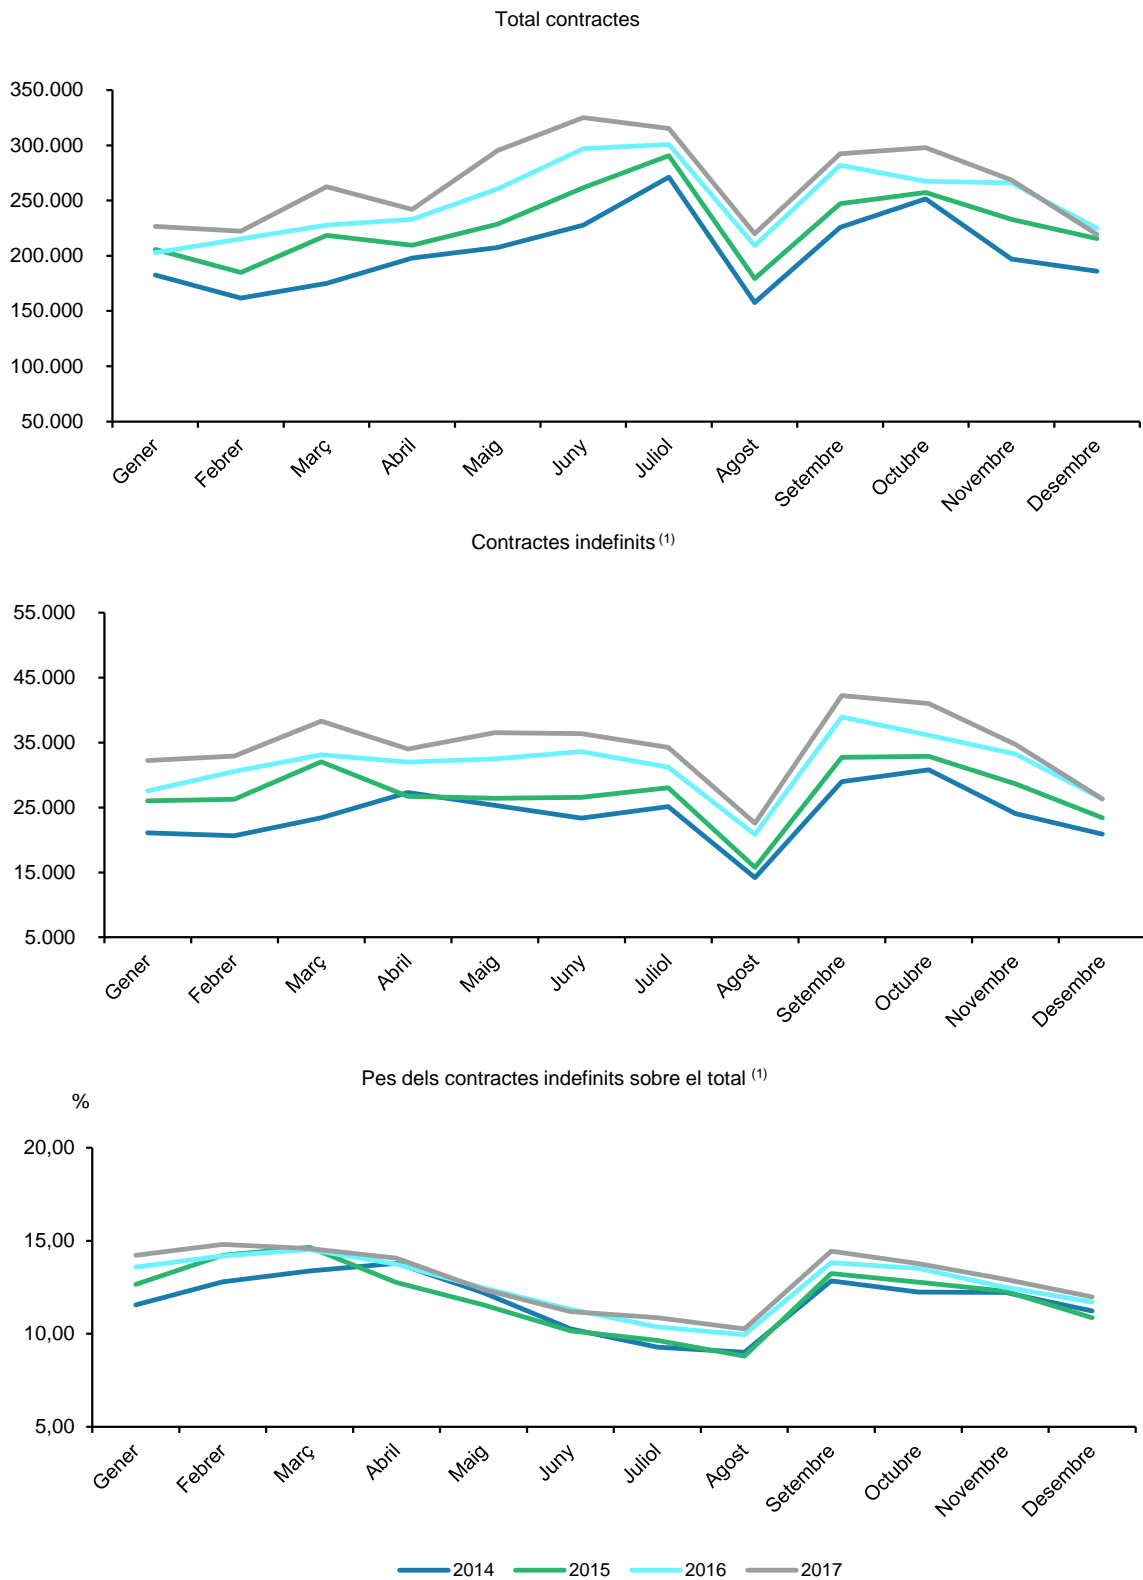 Total contractes
350.000
300.000
250.000
200.000
150.000
100.000
50.000
Gener Febrer Març Abril Maig Juny Juliol Agost Setembre Octubre Novembre Desembre
Contractes indefinits (1)
55.000
45.000
35.000
25.000
15.000
5.000
Gener Febrer Març Abril Maig Juny Juliol Agost Setembre Octubre Novembre Desembre
Pes dels contractes indefinits sobre el total (1)
%
20,00
15,00
10,00
5,00
Gener Febrer Març Abril Maig Juny Juliol Agost Setembre Octubre Novembre Desembre
2014 2015 2016 2017